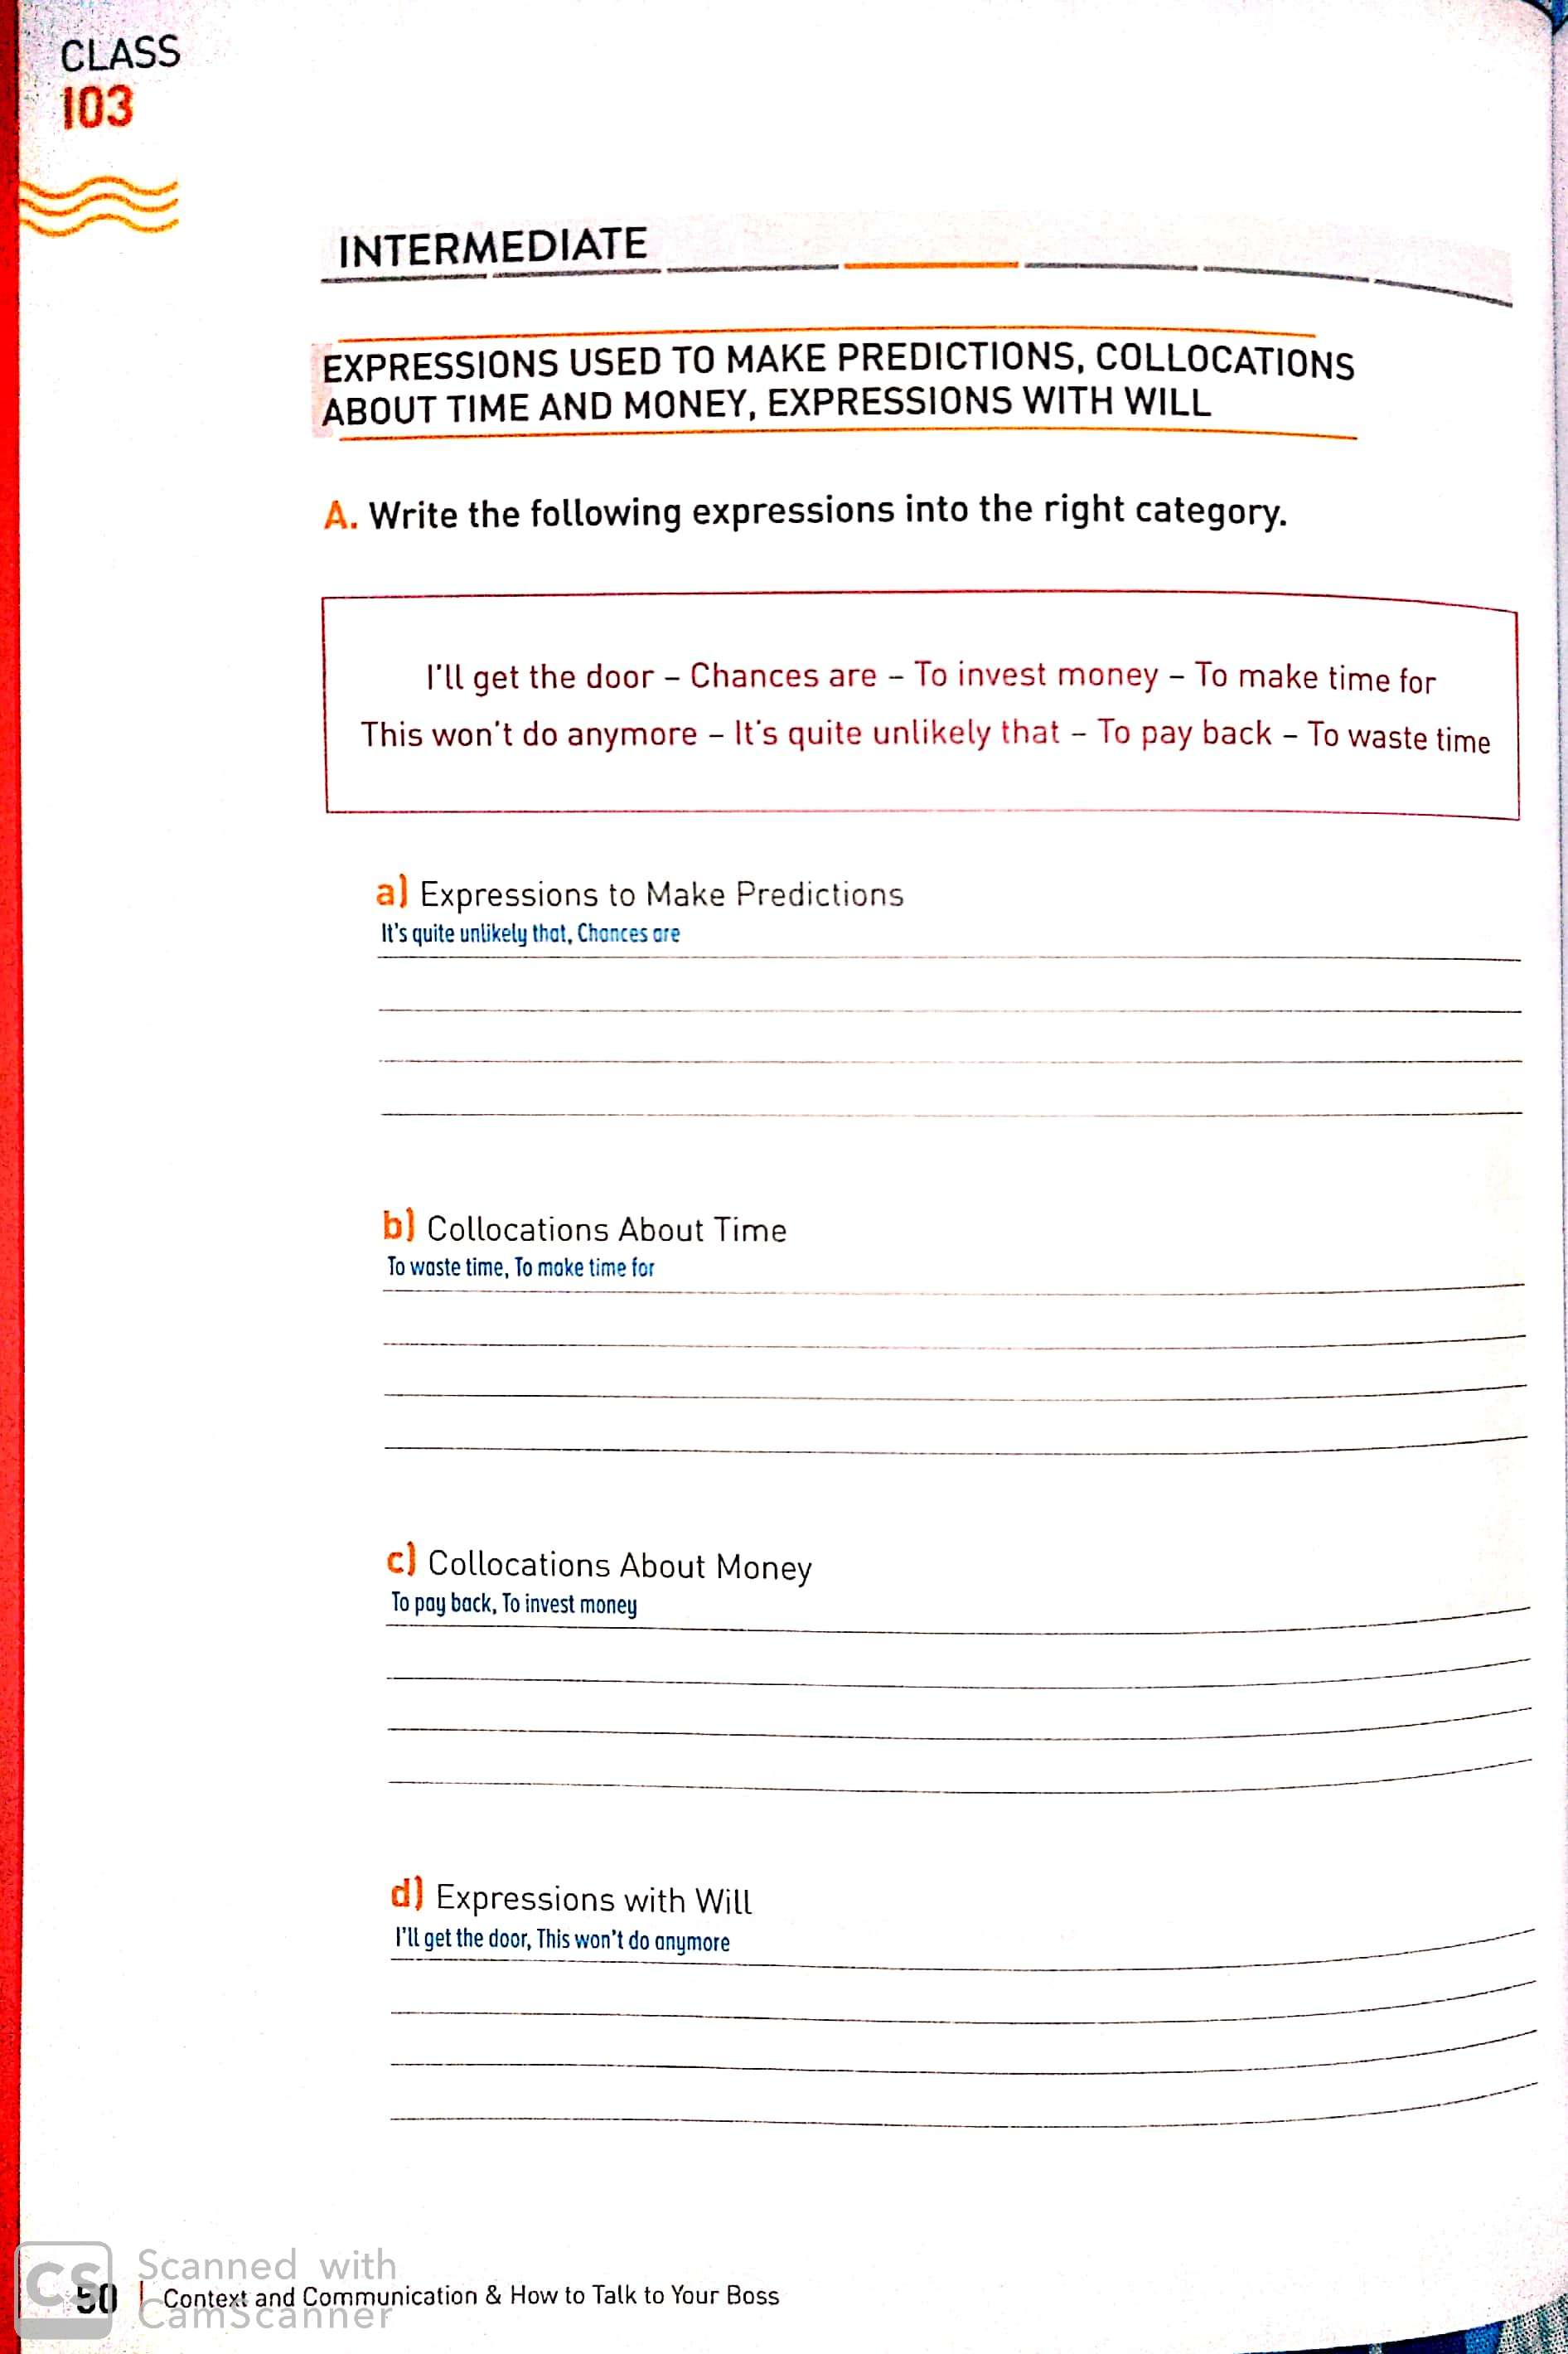 CLASS
103
INTERMEDIATE
EXPRESSIONS USED TO MAKE PREDICTIONS, COLLOCATIONS
ABOUT TIME AND MONEY, EXPRESSIONS WITH WILL
A. Write the following expressions into the right category.
I'll get the door – Chances are – To invest money – To make time for
This won't do anymore – It's quite unlikely that – To pay back – To waste time
a) Expressions to Make Predictions
It's quite unlikely that, Chances are
b) Collocations About Time
To waste time, To make time for
c) Collocations About Money
To pay back, To invest money
d) Expressions with Will
I'll get the door, This won't do anymore
CS Scanned with
CamScanner
50 | Context and Communication & How to Talk to Your Boss